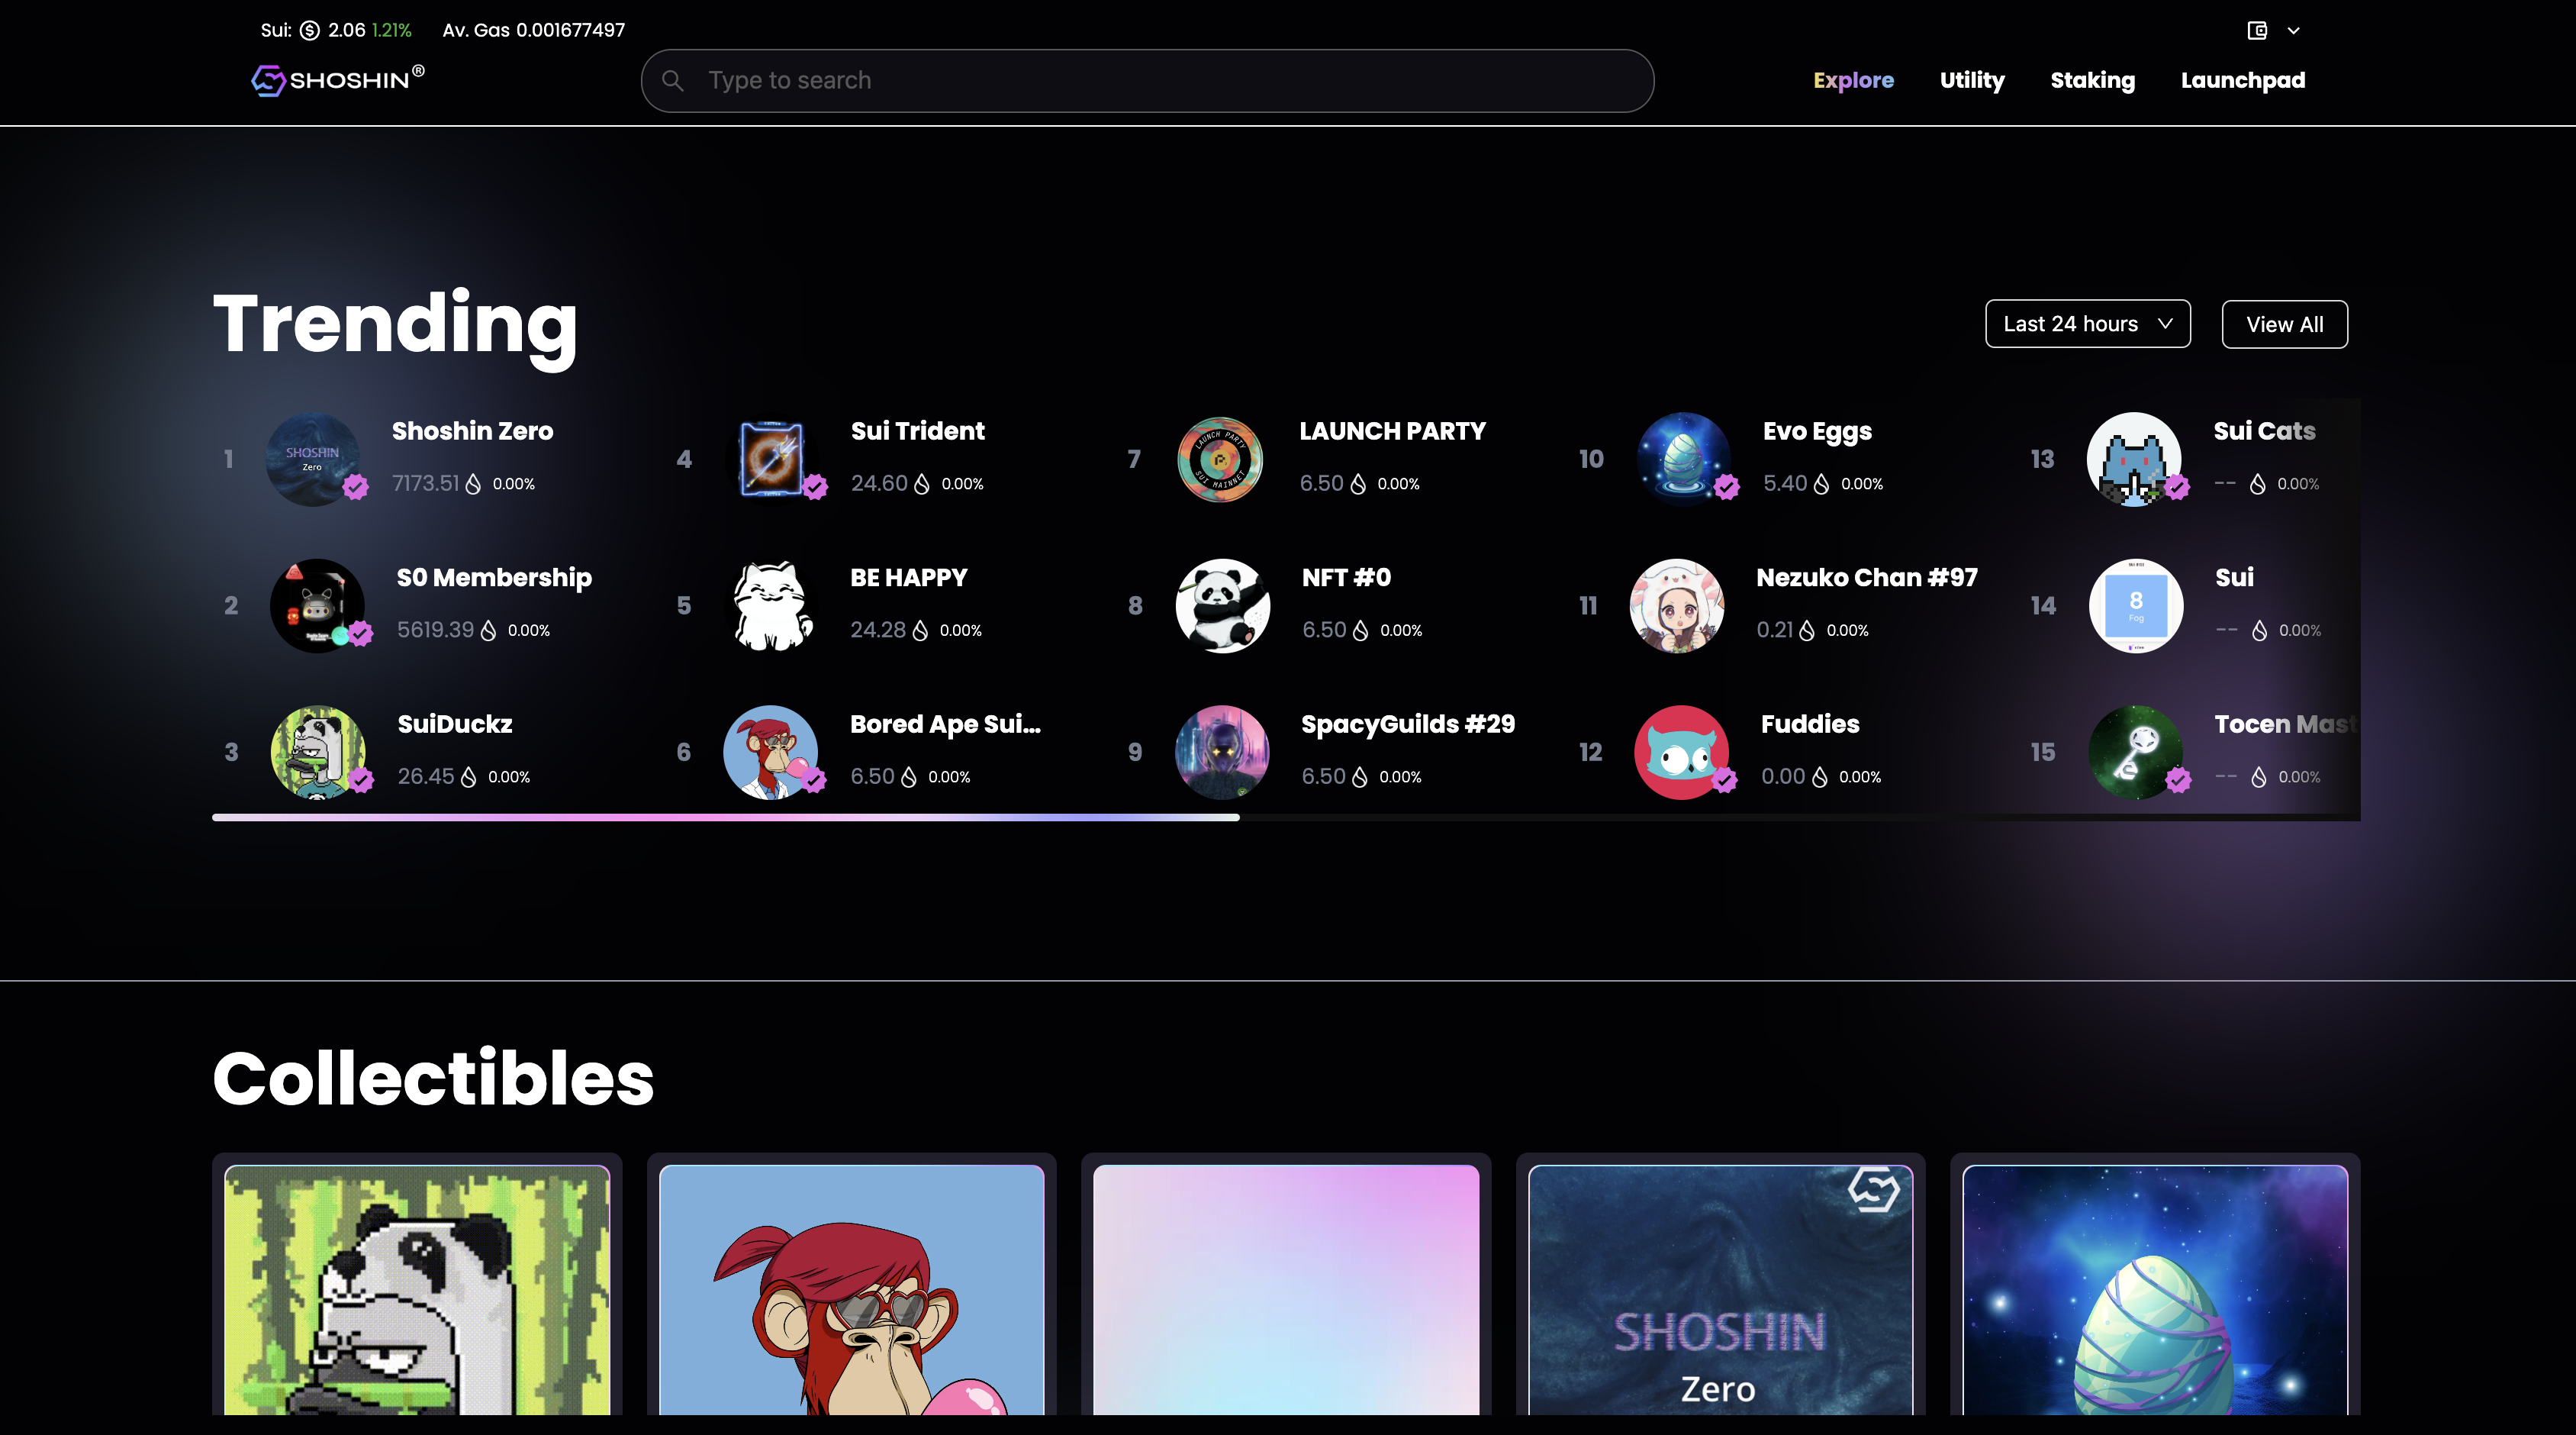 Sui: 2.06 1.21% Av. Gas 0.001677497
SHOSHIN®
Type to search
Explore Utility Staking Launchpad
Trending
Last 24 hours
View All
1
SHOSHIN
Zero
Shoshin Zero
7173.51 0.00%
2
S0 Membership
5619.39 0.00%
3
SuiDuckz
26.45 0.00%
4
Sui Trident
24.60 0.00%
5
BE HAPPY
24.28 0.00%
6
Bored Ape Sui...
6.50 0.00%
7
LAUNCH PARTY
SUI MAINNET
LAUNCH PARTY
6.50 0.00%
8
NFT #0
6.50 0.00%
9
SpacyGuilds #29
6.50 0.00%
10
Evo Eggs
5.40 0.00%
11
Nezuko Chan #97
0.21 0.00%
12
Fuddies
0.00 0.00%
13
Sui Cats
-- 0.00%
14
8
Fog
Sui
-- 0.00%
15
Tocen Mast
-- 0.00%
Collectibles
SHOSHIN
Zero